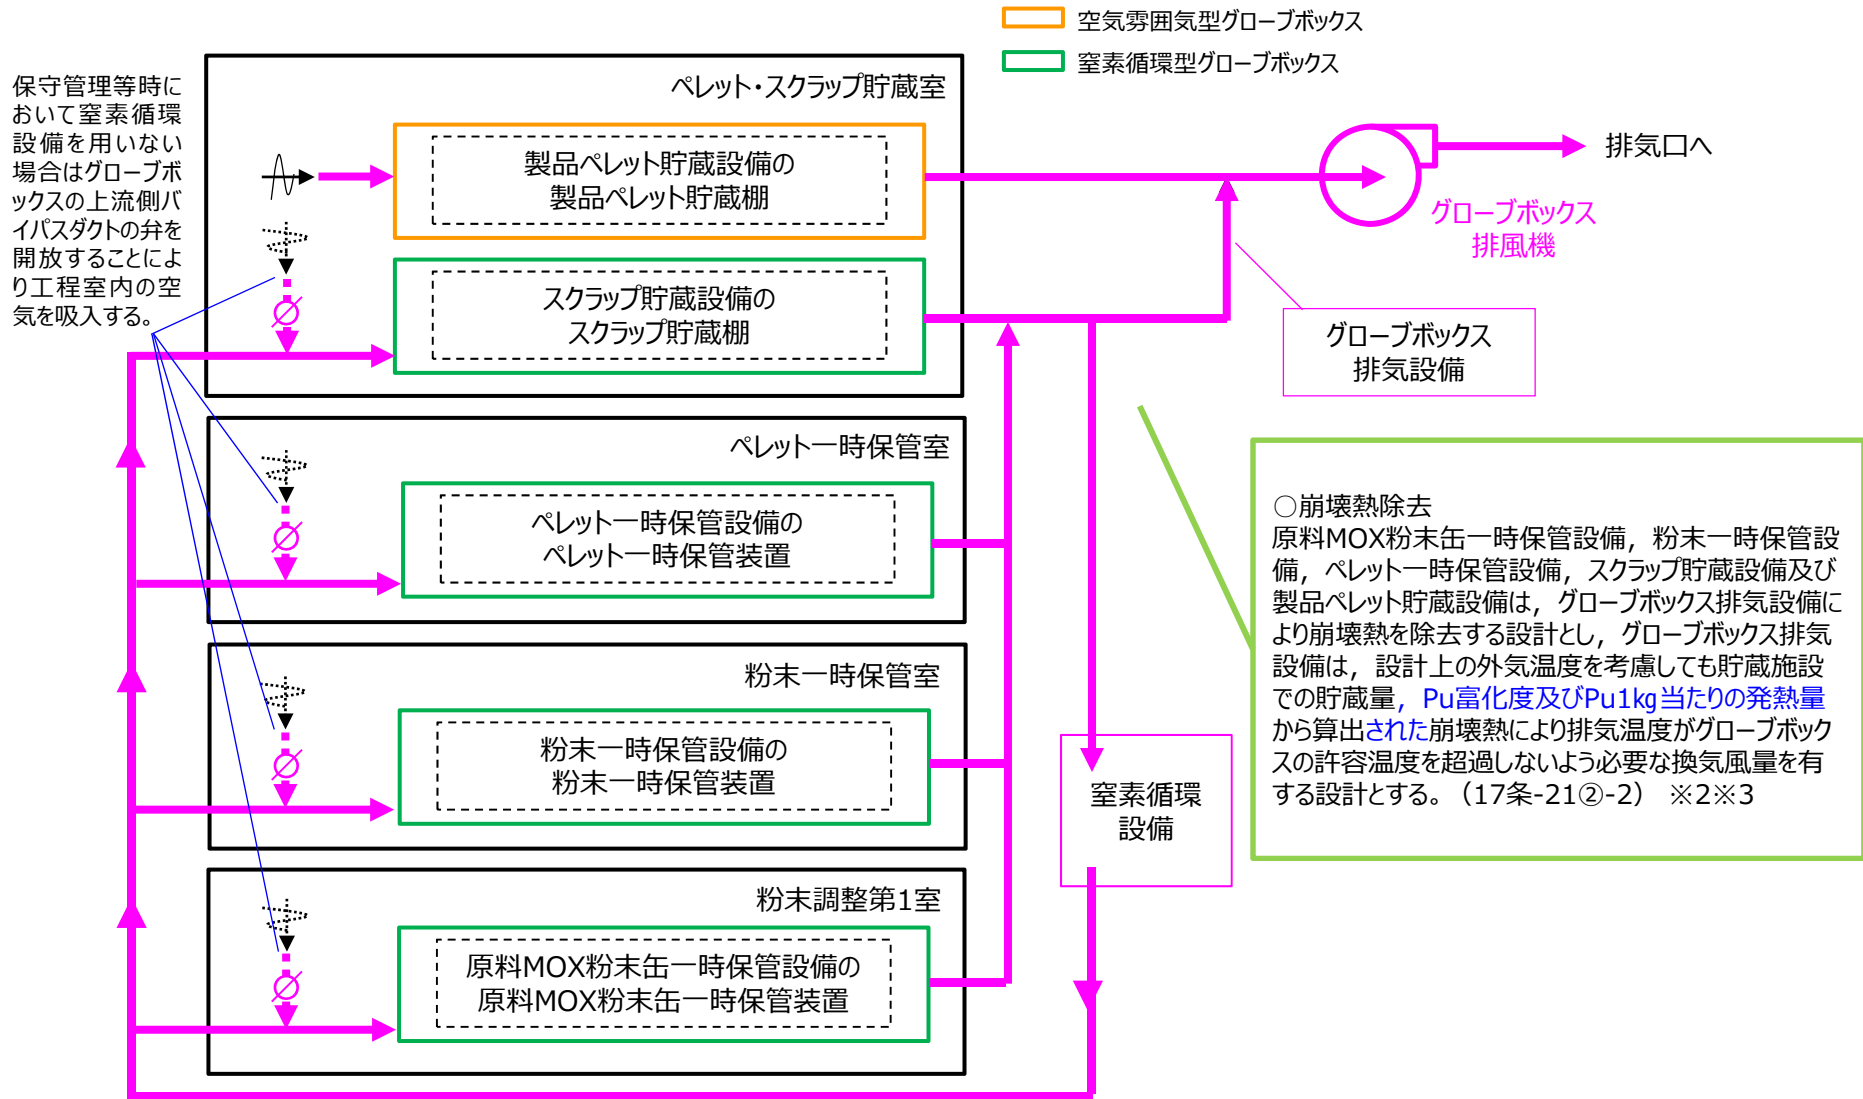 空気雰囲気型グローブボックス
窒素循環型グローブボックス
保守管理等時に
おいて窒素循環
設備を用いない
場合はグローブボ
ックスの上流側バ
イパスダクトの弁を
開放することによ
り工程室内の空
気を吸入する。
ペレット・スクラップ貯蔵室
製品ペレット貯蔵設備の
製品ペレット貯蔵棚
スクラップ貯蔵設備の
スクラップ貯蔵棚
排気口へ
グローブボックス
排風機
グローブボックス
排気設備
ペレット一時保管室
ペレット一時保管設備の
ペレット一時保管装置
粉末一時保管室
粉末一時保管設備の
粉末一時保管装置
粉末調整第1室
原料MOX粉末缶一時保管設備の
原料MOX粉末缶一時保管装置
窒素循環
設備
○崩壊熱除去
原料MOX粉末缶一時保管設備，粉末一時保管設
備，ペレット一時保管設備，スクラップ貯蔵設備及び
製品ペレット貯蔵設備は，グローブボックス排気設備に
より崩壊熱を除去する設計とし，グローブボックス排気
設備は，設計上の外気温度を考慮しても貯蔵施設
での貯蔵量，Pu富化度及びPu1kg当たりの発熱量
から算出された崩壊熱により排気温度がグローブボック
スの許容温度を超過しないよう必要な換気風量を有
する設計とする。（17条-21②-2）　※2※3